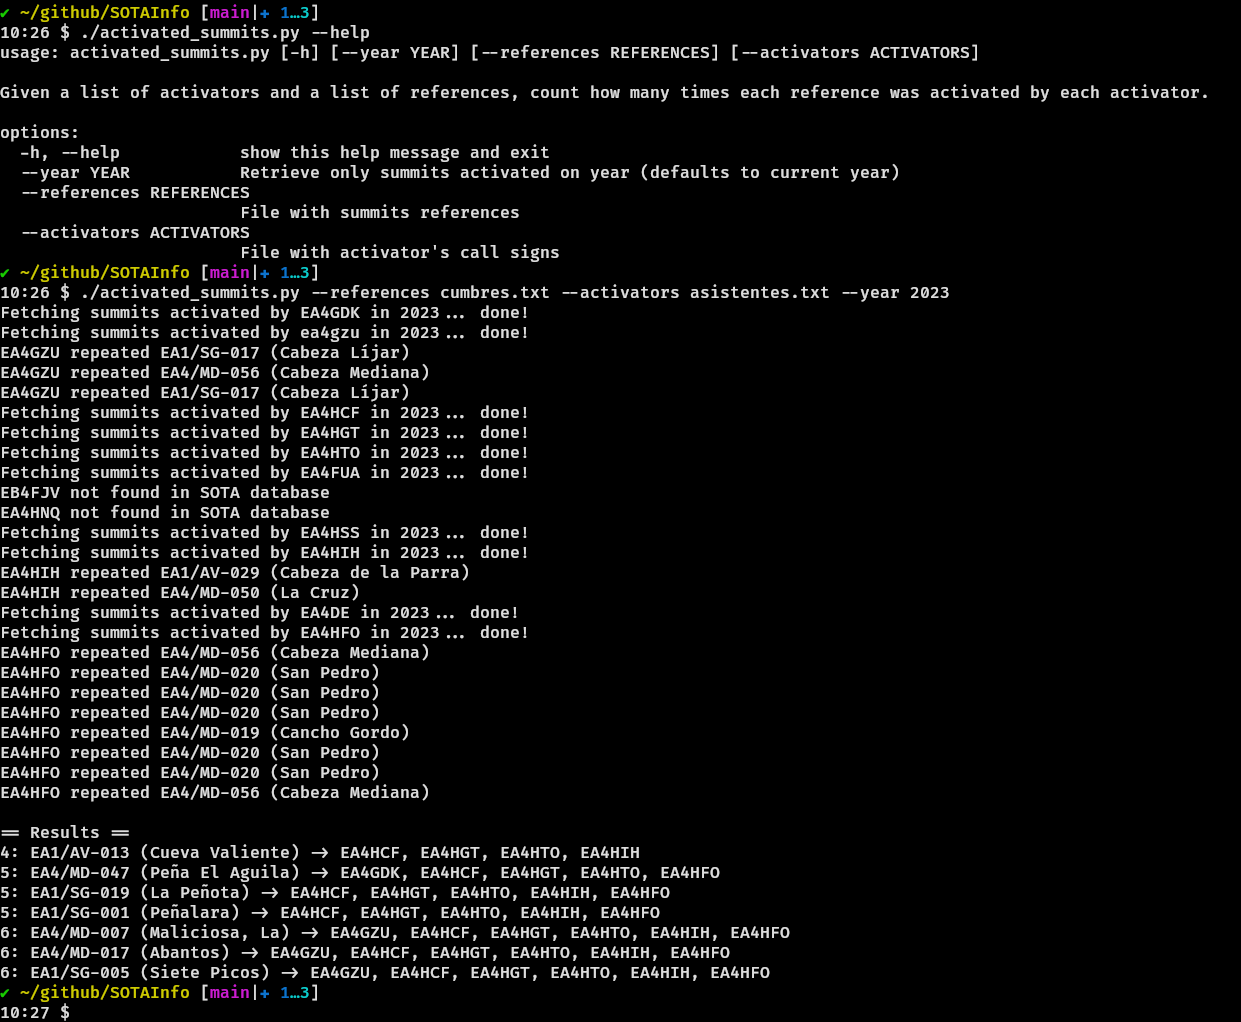 ✔ ~/github/SOTAInfo [main|✚ 1…3]
10:26 $ ./activated_summits.py --help
usage: activated_summits.py [-h] [--year YEAR] [--references REFERENCES] [--activators ACTIVATORS]
Given a list of activators and a list of references, count how many times each reference was activated by each activator.
options:
-h, --help show this help message and exit
--year YEAR Retrieve only summits activated on year (defaults to current year)
--references REFERENCES
File with summits references
--activators ACTIVATORS
File with activator's call signs
✔ ~/github/SOTAInfo [main|✚ 1…3]
10:26 $ ./activated_summits.py --references cumbres.txt --activators asistentes.txt --year 2023
Fetching summits activated by EA4GDK in 2023... done!
Fetching summits activated by ea4gzu in 2023... done!
EA4GZU repeated EA1/SG-017 (Cabeza Líjar)
EA4GZU repeated EA4/MD-056 (Cabeza Mediana)
EA4GZU repeated EA1/SG-017 (Cabeza Líjar)
Fetching summits activated by EA4HCF in 2023... done!
Fetching summits activated by EA4HGT in 2023... done!
Fetching summits activated by EA4HTO in 2023... done!
Fetching summits activated by EA4FUA in 2023... done!
EB4FJV not found in SOTA database
EA4HNQ not found in SOTA database
Fetching summits activated by EA4HSS in 2023... done!
Fetching summits activated by EA4HIH in 2023... done!
EA4HIH repeated EA1/AV-029 (Cabeza de la Parra)
EA4HIH repeated EA4/MD-050 (La Cruz)
Fetching summits activated by EA4DE in 2023... done!
Fetching summits activated by EA4HFO in 2023... done!
EA4HFO repeated EA4/MD-056 (Cabeza Mediana)
EA4HFO repeated EA4/MD-020 (San Pedro)
EA4HFO repeated EA4/MD-020 (San Pedro)
EA4HFO repeated EA4/MD-020 (San Pedro)
EA4HFO repeated EA4/MD-019 (Cancho Gordo)
EA4HFO repeated EA4/MD-020 (San Pedro)
EA4HFO repeated EA4/MD-020 (San Pedro)
EA4HFO repeated EA4/MD-056 (Cabeza Mediana)
== Results ==
4: EA1/AV-013 (Cueva Valiente) -> EA4HCF, EA4HGT, EA4HTO, EA4HIH
5: EA4/MD-047 (Peña El Aguila) -> EA4GDK, EA4HCF, EA4HGT, EA4HTO, EA4HFO
5: EA1/SG-019 (La Peñota) -> EA4HCF, EA4HGT, EA4HTO, EA4HIH, EA4HFO
5: EA1/SG-001 (Peñalara) -> EA4HCF, EA4HGT, EA4HTO, EA4HIH, EA4HFO
6: EA4/MD-007 (Maliciosa, La) -> EA4GZU, EA4HCF, EA4HGT, EA4HTO, EA4HIH, EA4HFO
6: EA4/MD-017 (Abantos) -> EA4GZU, EA4HCF, EA4HGT, EA4HTO, EA4HIH, EA4HFO
6: EA1/SG-005 (Siete Picos) -> EA4GZU, EA4HCF, EA4HGT, EA4HTO, EA4HIH, EA4HFO
✔ ~/github/SOTAInfo [main|✚ 1…3]
10:27 $